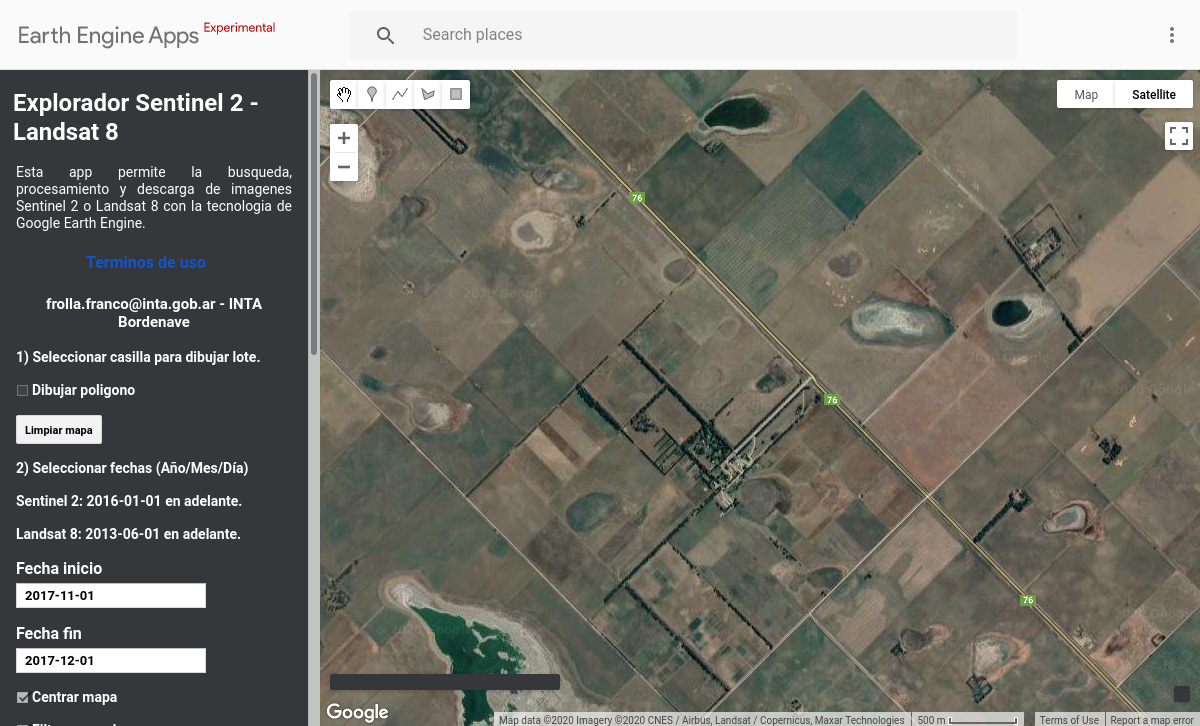 Earth Engine Apps Experimental
Search places
Explorador Sentinel 2 -
Landsat 8
Esta app permite la busqueda,
procesamiento y descarga de imagenes
Sentinel 2 o Landsat 8 con la tecnologia de
Google Earth Engine.
Terminos de uso
frolla.franco@inta.gob.ar - INTA
Bordenave
1) Seleccionar casilla para dibujar lote.
Dibujar poligono
Limpiar mapa
2) Seleccionar fechas (Año/Mes/Día)
Sentinel 2: 2016-01-01 en adelante.
Landsat 8: 2013-06-01 en adelante.
Fecha inicio
2017-11-01
Fecha fin
2017-12-01
Centrar mapa
Map
Satellite
76
76
76
Google
Map data ©2020 Imagery ©2020 CNES / Airbus, Landsat / Copernicus, Maxar Technologies
500 m
Terms of Use
Report a map